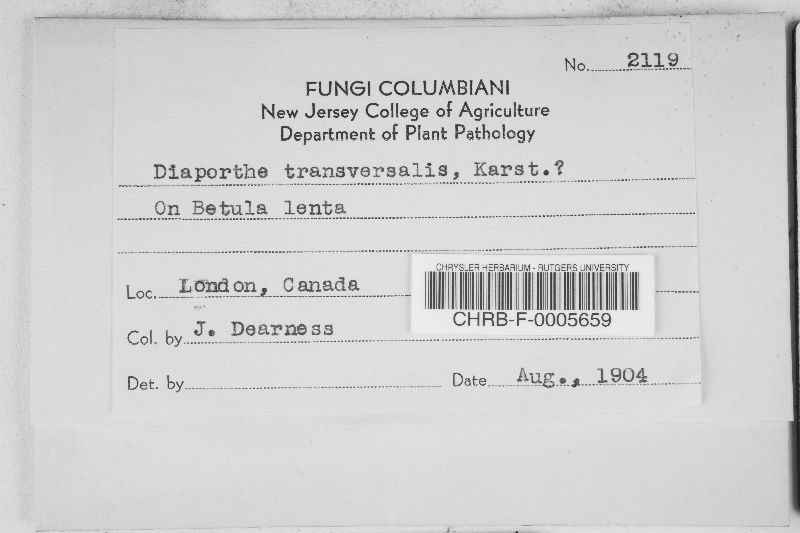 No. 2119
FUNGI COLUMBIANI
New Jersey College of Agriculture
Department of Plant Pathology
Diaporthe transversalis, Karst.?
On Betula lenta
Loc. London, Canada
CHRYSLER HERBARIUM - RUTGERS UNIVERSITY
CHRB-F-0005659
Col. by J. Dearness
Det. by
Date Aug., 1904